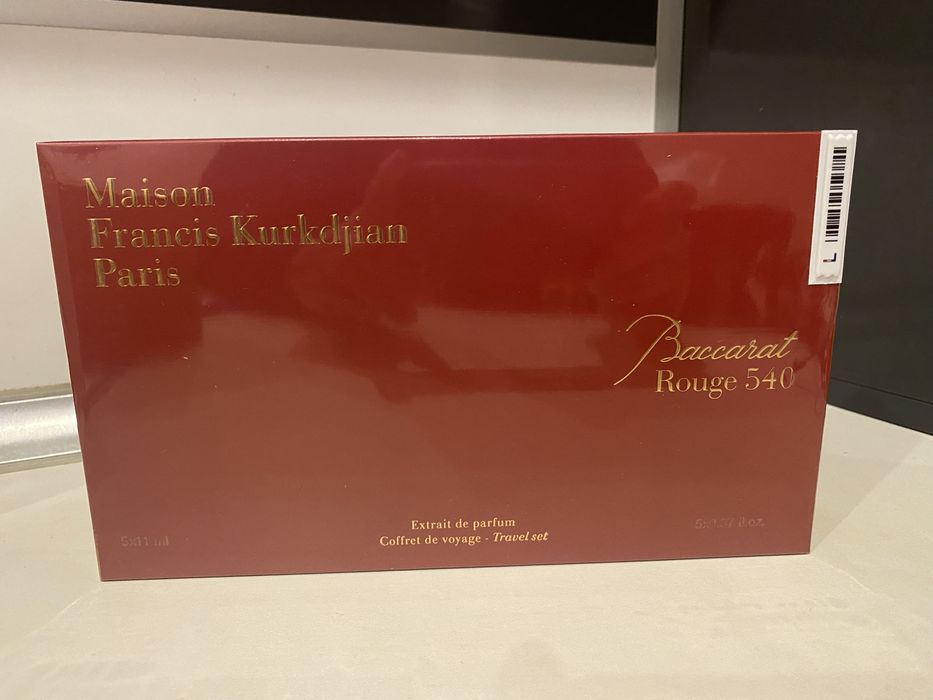 Maison
Francis Kurkdjian
Paris
Baccarat
Rouge 540
Extrait de parfum
Coffret de voyage - Travel set
5x11 ml
5x0.37 fl.oz.
L